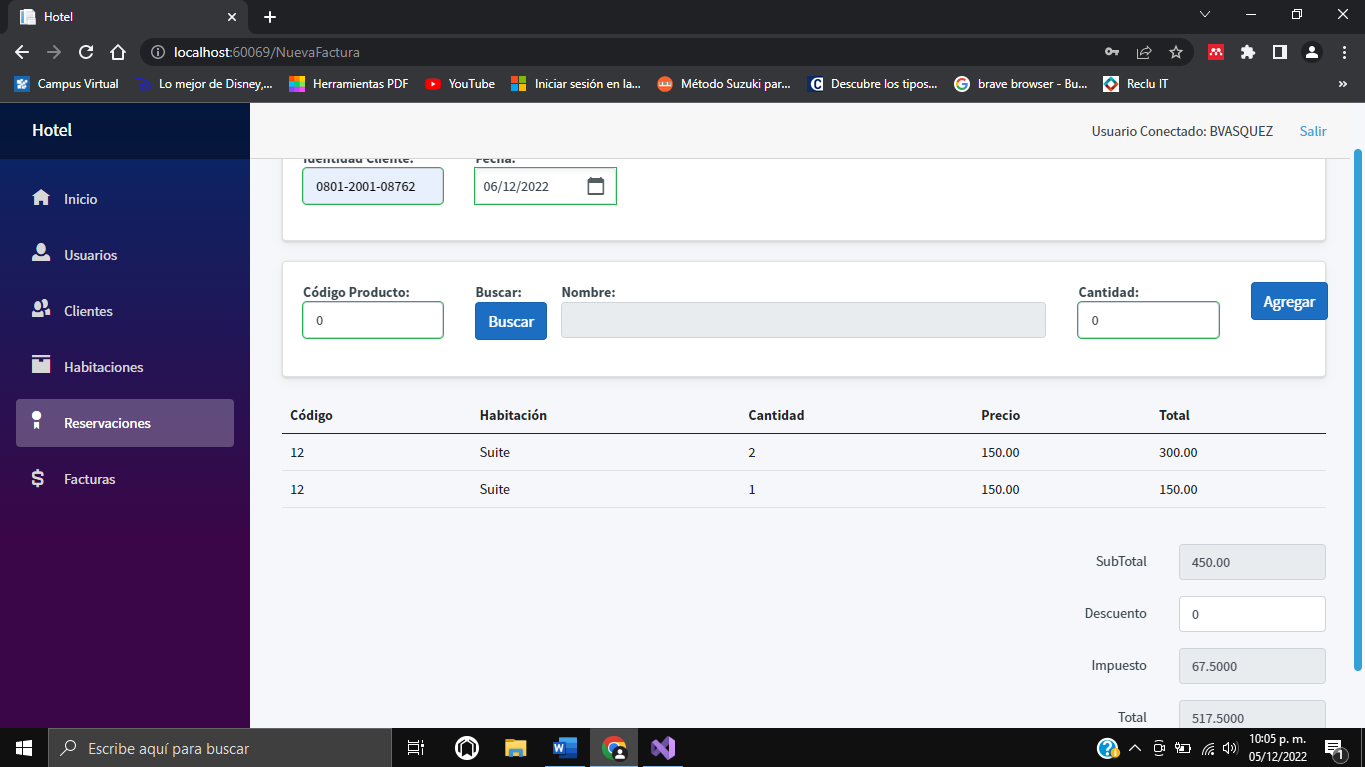 Hotel
localhost:60069/NuevaFactura
Campus Virtual
Lo mejor de Disney,...
Herramientas PDF
YouTube
Iniciar sesión en la...
Método Suzuki par...
Descubre los tipos...
brave browser - Bu...
Reclu IT
»
Hotel
Usuario Conectado: BVASQUEZ
Salir
Inicio
Usuarios
Clientes
Habitaciones
Reservaciones
Facturas
Identidad Cliente:
Fecha:
0801-2001-08762
06/12/2022
Código Producto:
Buscar:
Nombre:
Cantidad:
0
Buscar
0
Agregar
Código Habitación Cantidad Precio Total
12 Suite 2 150.00 300.00
12 Suite 1 150.00 150.00
SubTotal 450.00
Descuento 0
Impuesto 67.5000
Total 517.5000
Escribe aquí para buscar
10:05 p. m.
05/12/2022
1